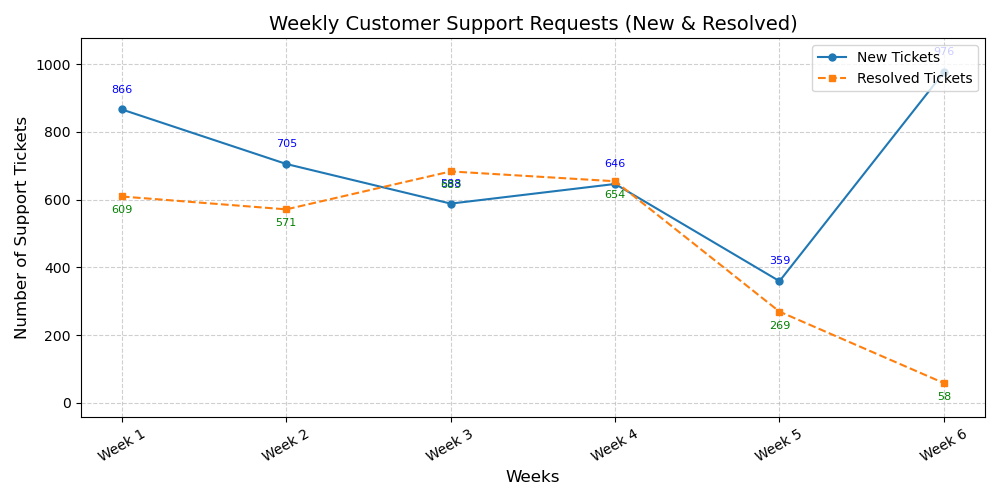 Weekly Customer Support Requests (New & Resolved)
New Tickets
Resolved Tickets
Number of Support Tickets
1000
800
600
400
200
0
866
705
588
646
359
976
609
571
654
269
58
Week 1
Week 2
Week 3
Week 4
Week 5
Week 6
Weeks